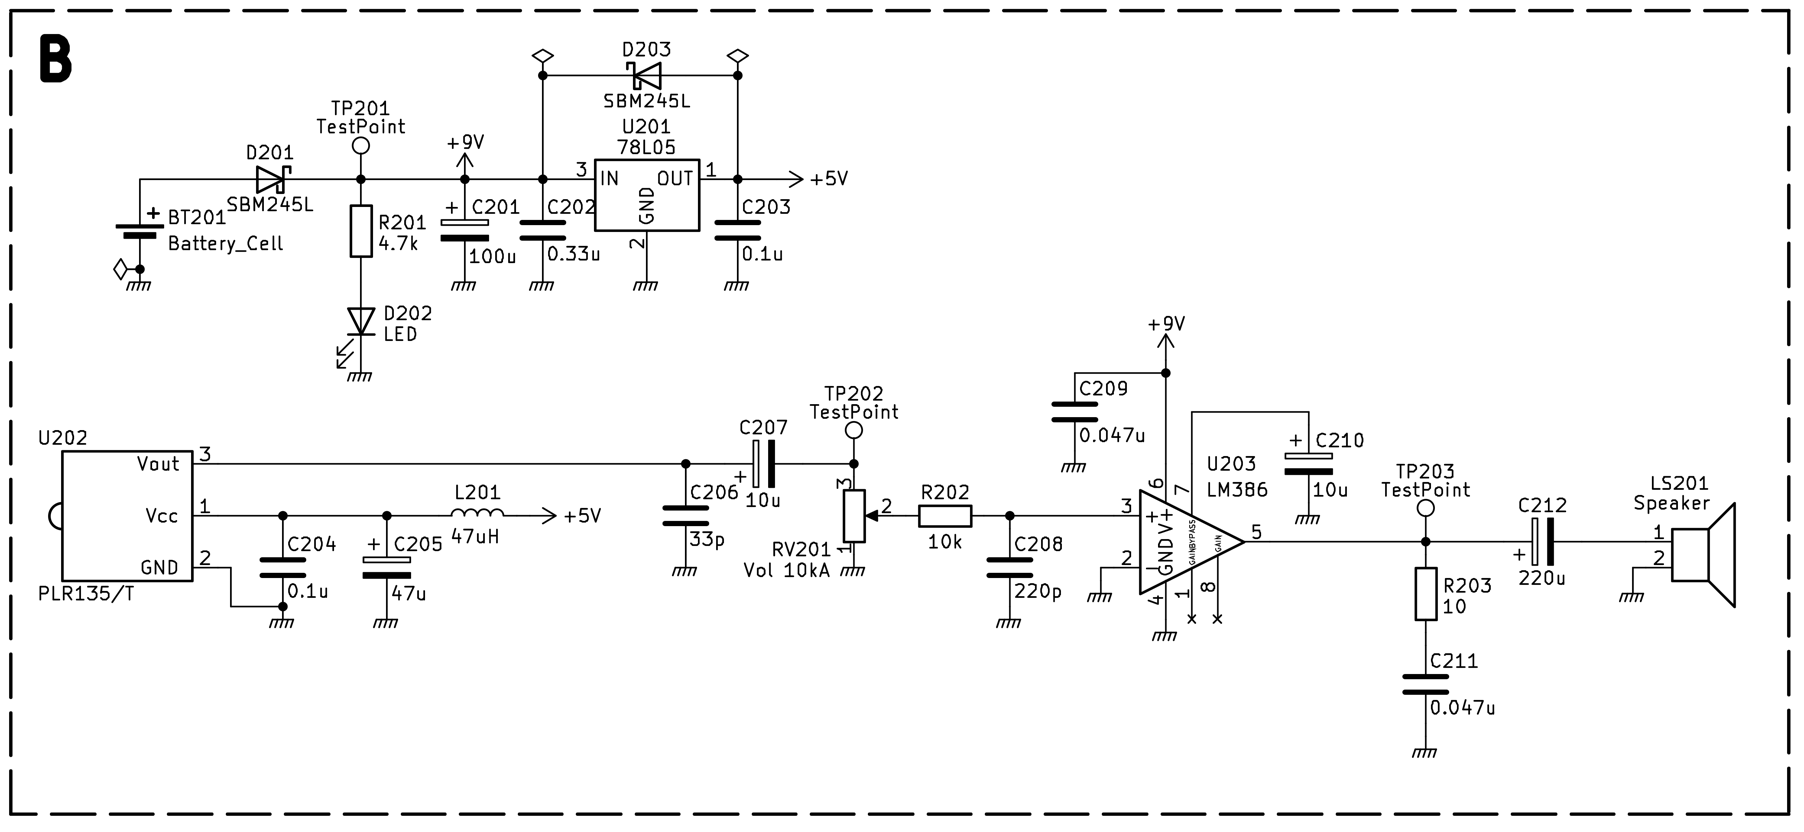 B
D203
SBM245L
TP201
TestPoint
U201
78L05
+9V
D201
SBM245L
3
IN
OUT
1
GND
2
+5V
+
BT201
Battery_Cell
R201
4.7k
+
C201
100u
C202
0.33u
C203
0.1u
D202
LED
+9V
C209
0.047u
TP202
TestPoint
U202
Vout
3
Vcc
1
GND
2
PLR135/T
L201
47uH
+5V
C204
0.1u
+
C205
47u
C206
33p
C207
+
10u
3
2
1
RV201
Vol 10kA
R202
10k
C208
220p
+
C210
10u
U203
LM386
6
7
3
+
V+
2
−
GND
GAIN
BYPASS
GAIN
4
1
8
5
TP203
TestPoint
C212
+
220u
LS201
Speaker
1
2
R203
10
C211
0.047u